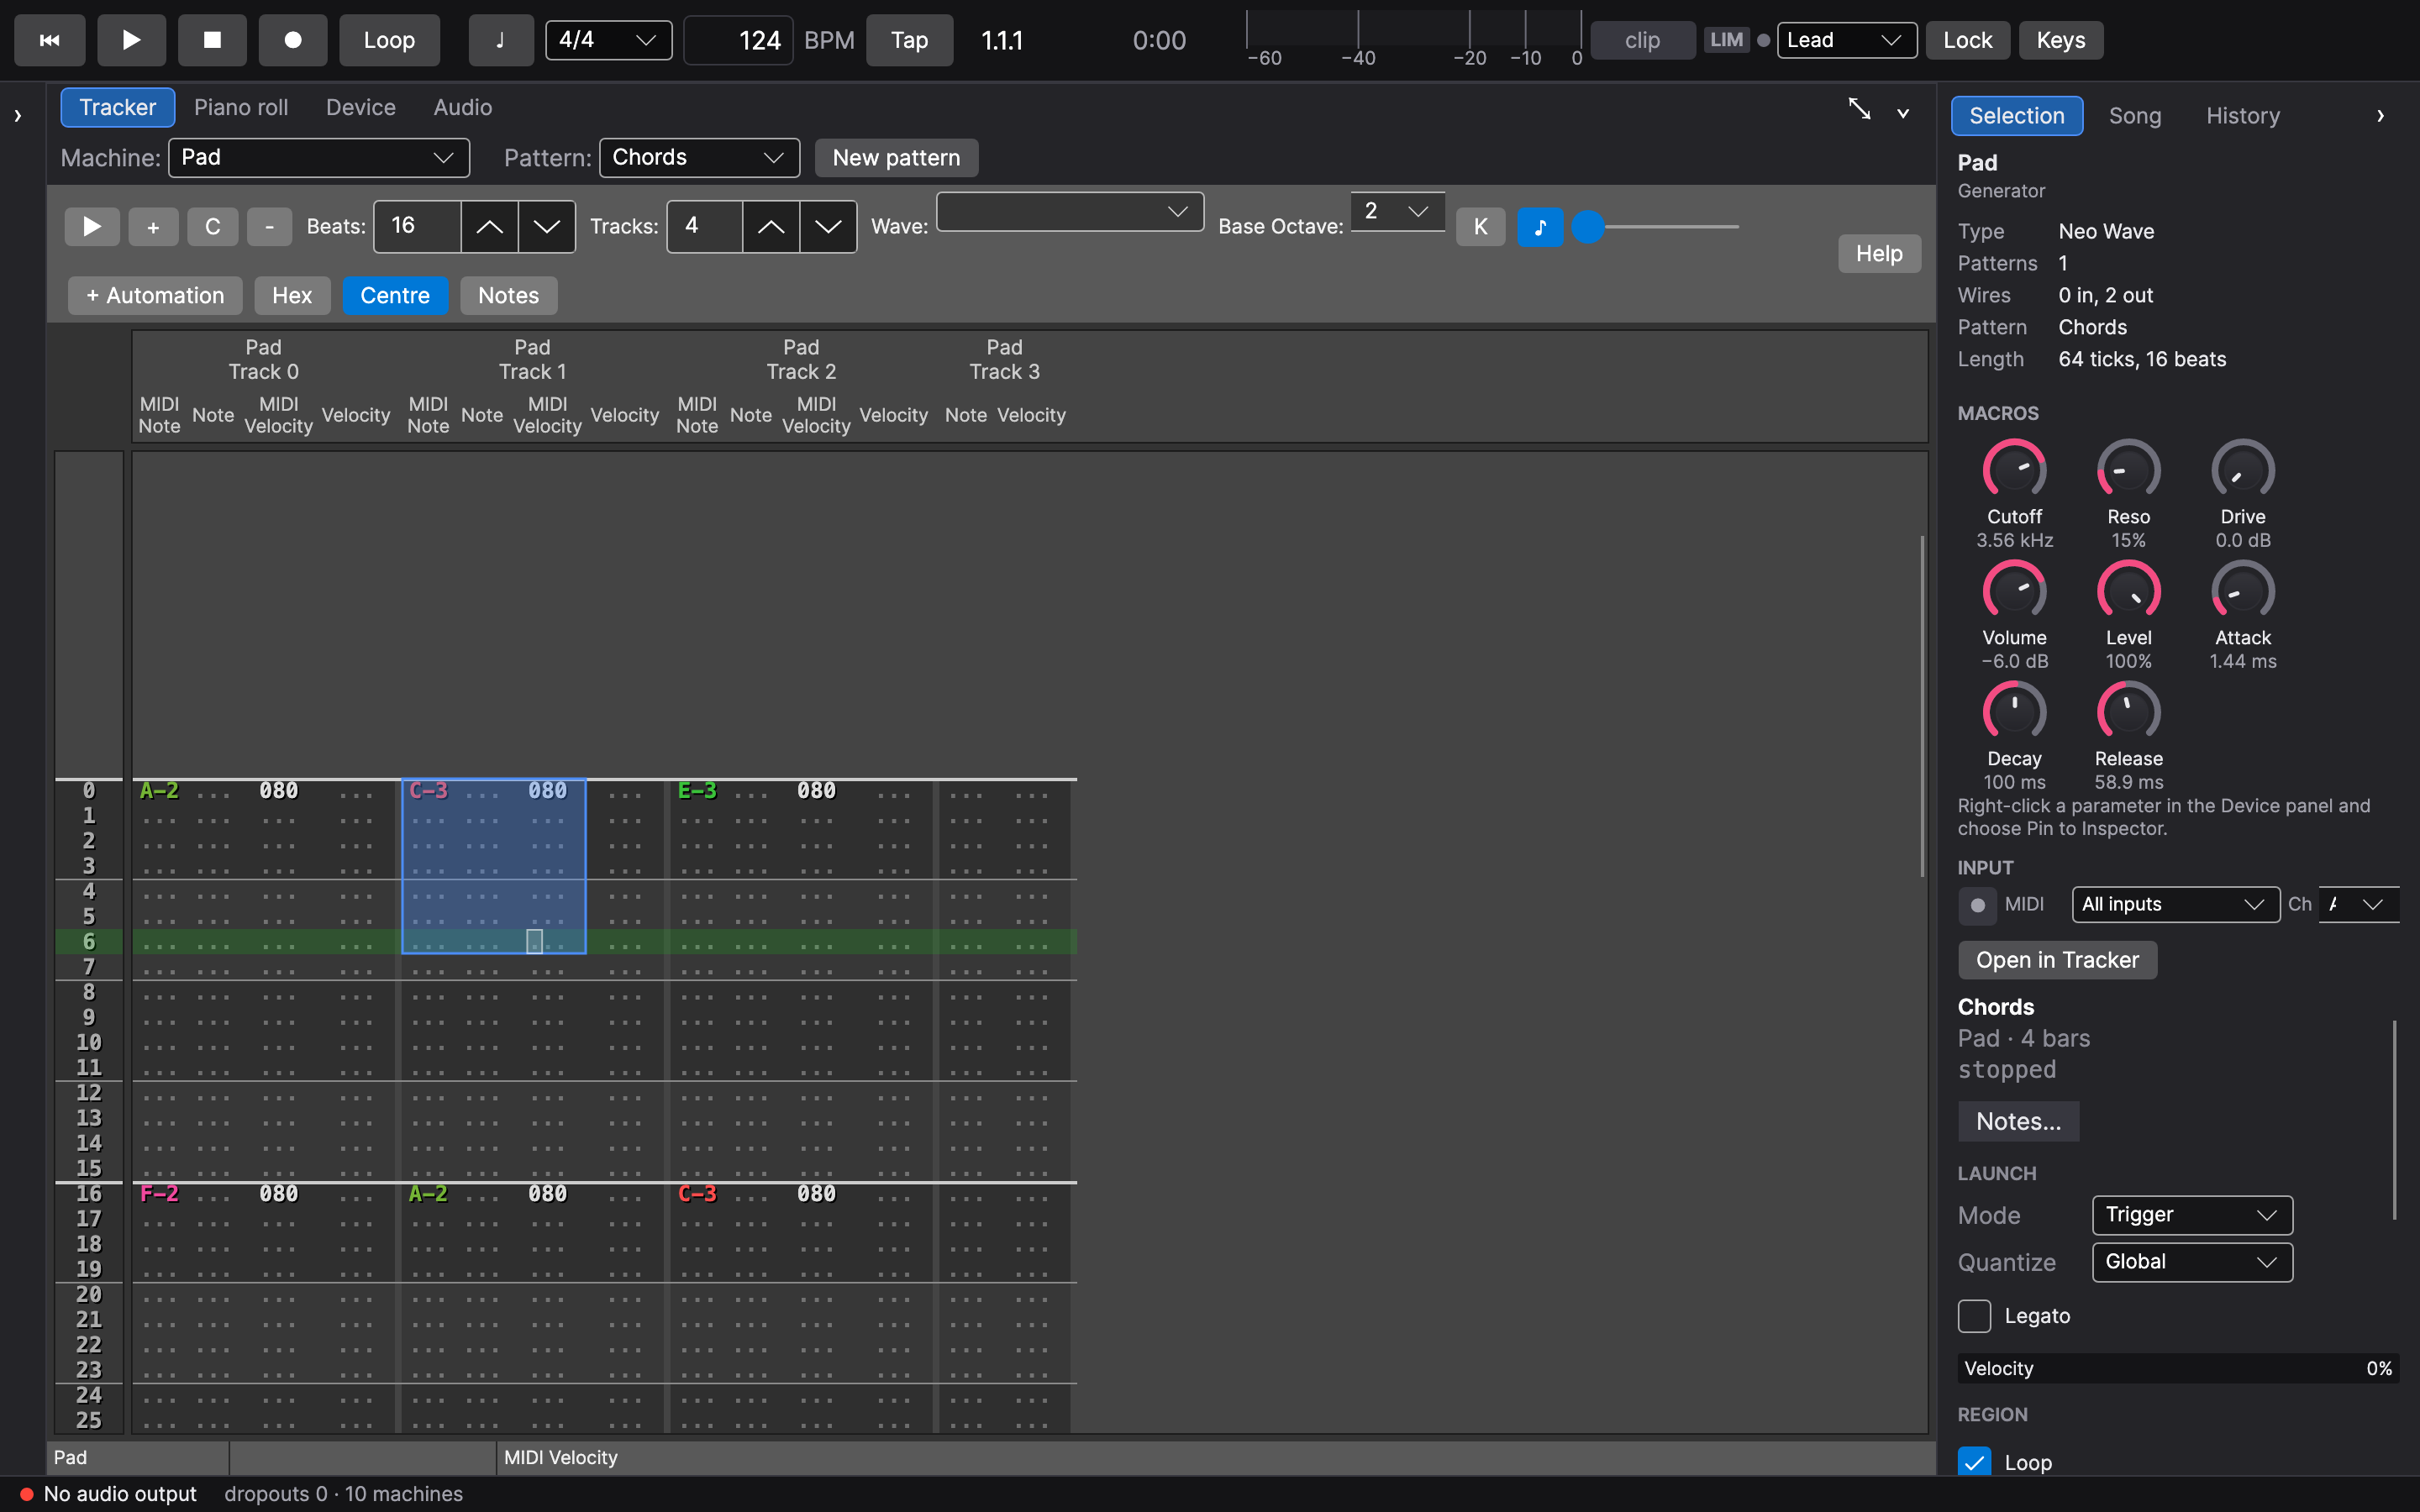 Loop 4/4 124 BPM Tap 1.1.1 0:00 −60 −40 −20 −10 0 clip LIM Lead Lock Keys
Tracker Piano roll Device Audio
Machine: Pad Pattern: Chords New pattern
+ C - Beats: 16 Tracks: 4 Wave: Base Octave: 2 K
Help
+ Automation Hex Centre Notes
Pad Pad Pad Pad
Track 0 Track 1 Track 2 Track 3
MIDI Note Note MIDI Velocity Velocity MIDI Note Note MIDI Velocity Velocity MIDI Note Note MIDI Velocity Velocity Note Velocity
0 A-2 ... 080 ... C-3 ... 080 ... E-3 ... 080 ... ... ...
1 ... ... ... ... ... ... ... ... ... ... ... ... ... ...
2 ... ... ... ... ... ... ... ... ... ... ... ... ... ...
3 ... ... ... ... ... ... ... ... ... ... ... ... ... ...
4 ... ... ... ... ... ... ... ... ... ... ... ... ... ...
5 ... ... ... ... ... ... ... ... ... ... ... ... ... ...
6 ... ... ... ... ... ... ... ... ... ... ... ... ... ...
7 ... ... ... ... ... ... ... ... ... ... ... ... ... ...
8 ... ... ... ... ... ... ... ... ... ... ... ... ... ...
9 ... ... ... ... ... ... ... ... ... ... ... ... ... ...
10 ... ... ... ... ... ... ... ... ... ... ... ... ... ...
11 ... ... ... ... ... ... ... ... ... ... ... ... ... ...
12 ... ... ... ... ... ... ... ... ... ... ... ... ... ...
13 ... ... ... ... ... ... ... ... ... ... ... ... ... ...
14 ... ... ... ... ... ... ... ... ... ... ... ... ... ...
15 ... ... ... ... ... ... ... ... ... ... ... ... ... ...
16 F-2 ... 080 ... A-2 ... 080 ... C-3 ... 080 ... ... ...
17 ... ... ... ... ... ... ... ... ... ... ... ... ... ...
18 ... ... ... ... ... ... ... ... ... ... ... ... ... ...
19 ... ... ... ... ... ... ... ... ... ... ... ... ... ...
20 ... ... ... ... ... ... ... ... ... ... ... ... ... ...
21 ... ... ... ... ... ... ... ... ... ... ... ... ... ...
22 ... ... ... ... ... ... ... ... ... ... ... ... ... ...
23 ... ... ... ... ... ... ... ... ... ... ... ... ... ...
24 ... ... ... ... ... ... ... ... ... ... ... ... ... ...
25 ... ... ... ... ... ... ... ... ... ... ... ... ... ...
Pad MIDI Velocity
Selection Song History
Pad
Generator
Type Neo Wave
Patterns 1
Wires 0 in, 2 out
Pattern Chords
Length 64 ticks, 16 beats
MACROS
Cutoff Reso Drive
3.56 kHz 15% 0.0 dB
Volume Level Attack
−6.0 dB 100% 1.44 ms
Decay Release
100 ms 58.9 ms
Right-click a parameter in the Device panel and
choose Pin to Inspector.
INPUT
MIDI All inputs Ch
Open in Tracker
Chords
Pad · 4 bars
stopped
Notes...
LAUNCH
Mode Trigger
Quantize Global
Legato
Velocity 0%
REGION
Loop
No audio output dropouts 0 · 10 machines